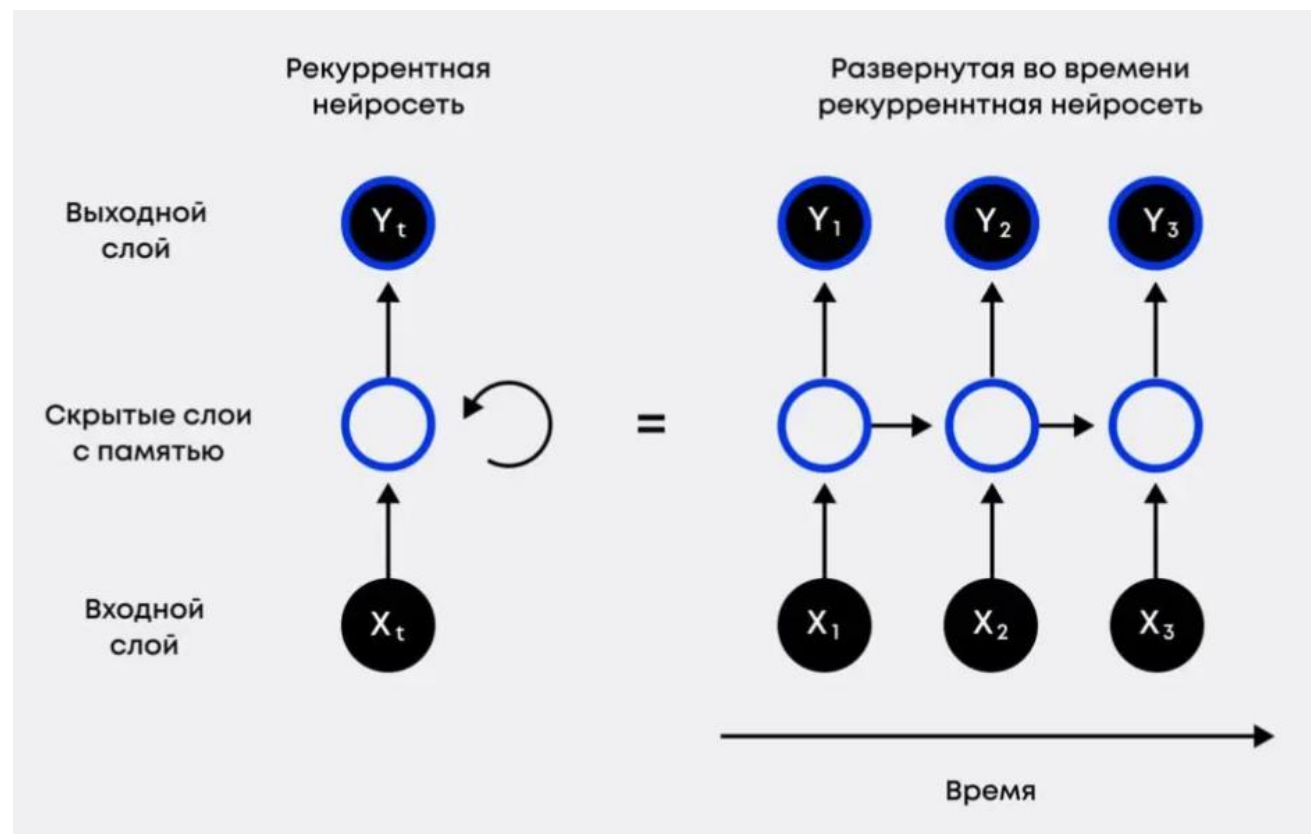 Рекуррентная
нейросеть
Развернутая во времени
рекурреннтная нейросеть
Выходной
слой
Yt
Y1
Y2
Y3
Скрытые слои
с памятью
=
Входной
слой
Xt
X1
X2
X3
Время